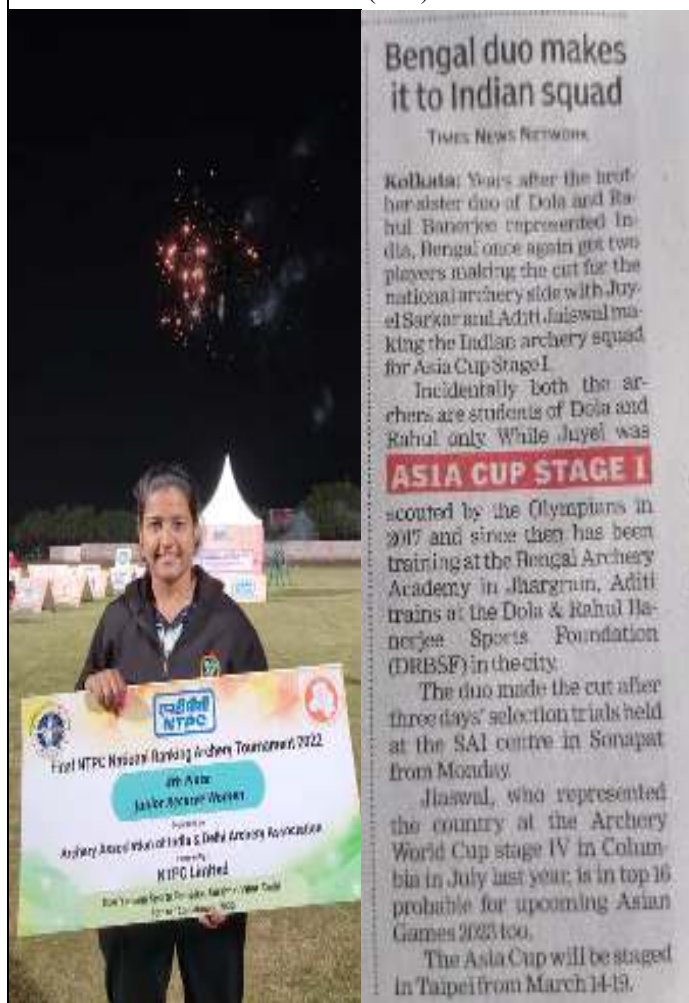 एनटीपीसी
NTPC
Final NTPC National Ranking Archery Tournament 2022
Junior Recurve Women
Archery Association of India & Delhi Archery Association
NTPC Limited
Bengal duo makes
it to Indian squad
TIMES NEWS NETWORK
Kolkata: Years after the brot-
her-sister duo of Dola and Ra-
hul Banerjee represented In-
dia, Bengal once again got two
players making the cut for the
national archery side with Juy-
el Sarkar and Aditi Jaiswal ma-
king the Indian archery squad
for Asia Cup Stage I.
Incidentally both the ar-
chers are students of Dola and
Rahul only. While Juyel was
ASIA CUP STAGE 1
scouted by the Olympians in
2017 and since then has been
training at the Bengal Archery
Academy in Jhargram, Aditi
trains at the Dola & Rahul Ba-
nerjee Sports Foundation
(DRBSF) in the city.
The duo made the cut after
three days' selection trials held
at the SAI centre in Sonapat
from Monday.
Jiaswal, who represented
the country at the Archery
World Cup stage IV in Colum-
bia in July last year, is in top 16
probable for upcoming Asian
Games 2023 too.
The Asia Cup will be staged
in Taipei from March 14-19.